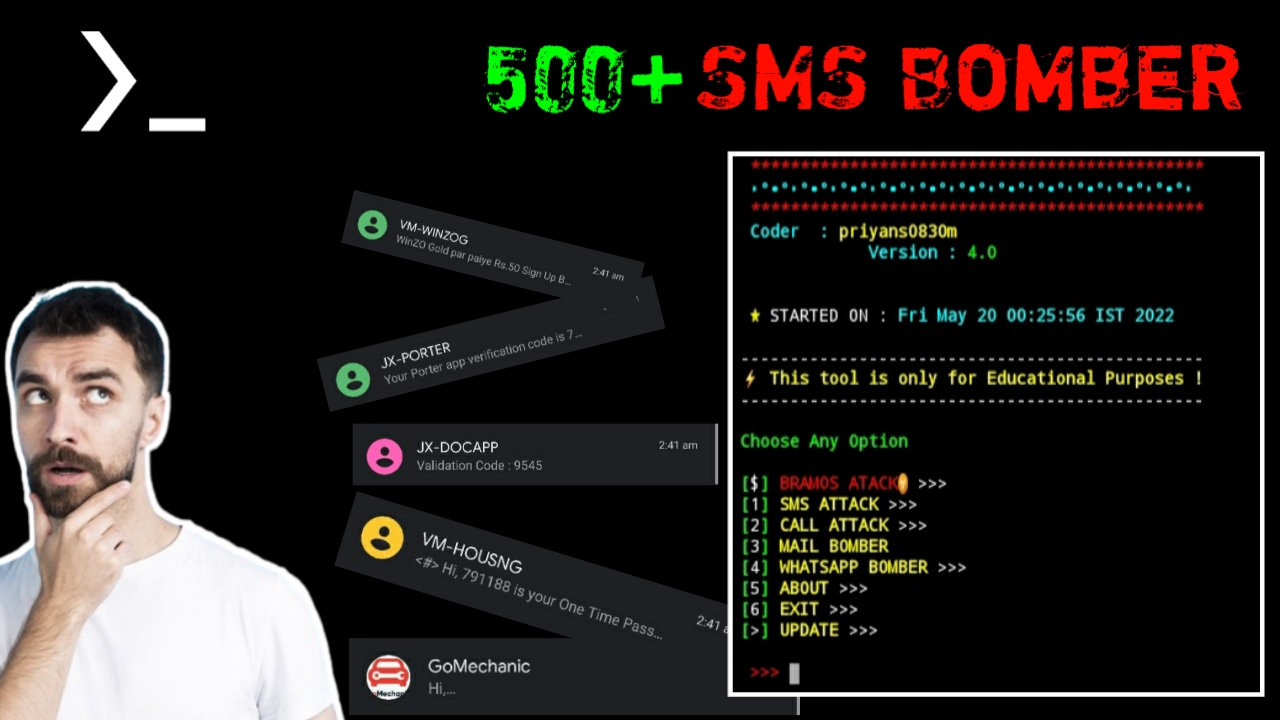 500+ SMS BOMBER
VM-WINZOG
WinZO Gold par paiye Rs.50 Sign Up B...
2:41 am
JX-PORTER
Your Porter app verification code is 7...
JX-DOCAPP
2:41 am
Validation Code : 9545
VM-HOUSNG
<#> Hi, 791188 is your One Time Pass...
2:41 a
GoMechanic
Hi,...
Mechan
*************************************************
*************************************************
Coder : priyans0830m
Version : 4.0
★ STARTED ON : Fri May 20 00:25:56 IST 2022
-----------------------------------------------
⚡ This tool is only for Educational Purposes !
-----------------------------------------------
Choose Any Option
[$] BRAMOS ATACK >>>
[1] SMS ATTACK >>>
[2] CALL ATTACK >>>
[3] MAIL BOMBER
[4] WHATSAPP BOMBER >>>
[5] ABOUT >>>
[6] EXIT >>>
[>] UPDATE >>>
>>>